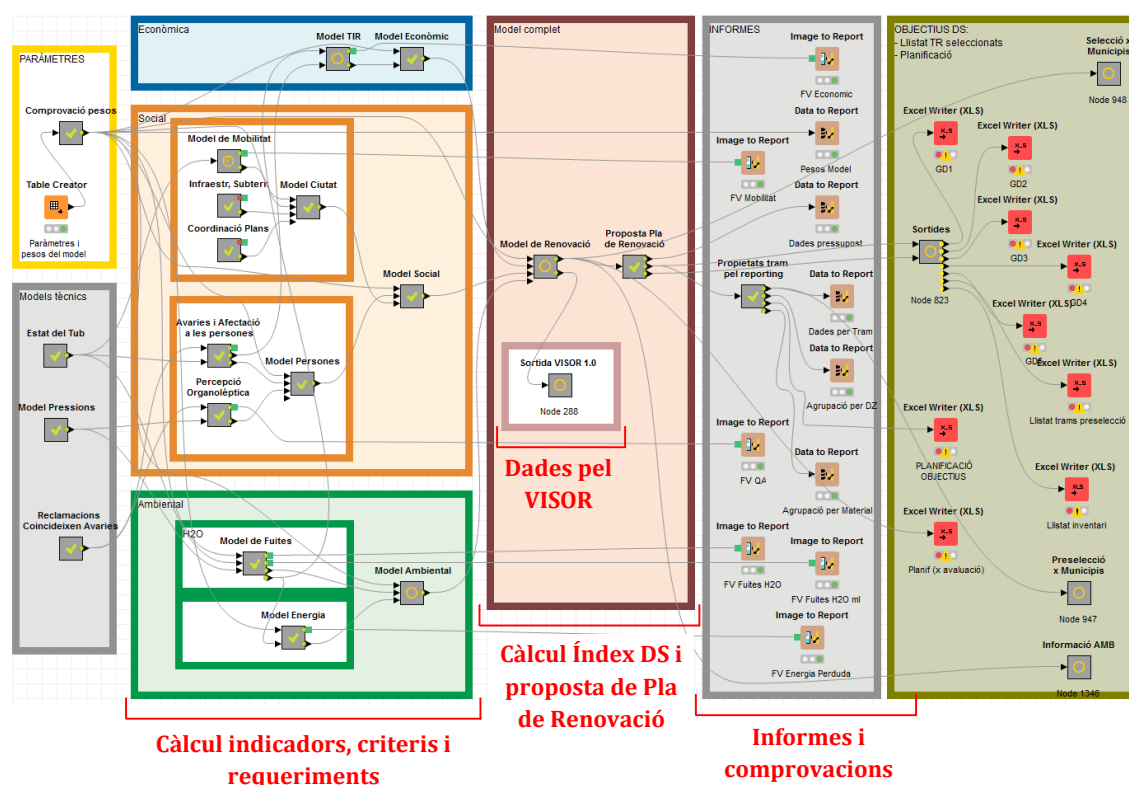 PARÀMETRES
Comprovació pesos
Table Creator
Paràmetres i
pesos del model
Models tècnics
Estat del Tub
Model Pressions
Reclamacions
Coincideixen Avaries
Econòmica
Model TIR
Model Econòmic
Social
Model de Mobilitat
Infraestr, Subterr.
Model Ciutat
Coordinació Plans
Model Social
Avaries i Afectació
a les persones
Model Persones
Percepció
Organolèptica
Ambiental
H2O
Model de Fuites
Model Ambiental
Model Energia
Càlcul indicadors, criteris i
requeriments
Model complet
Model de Renovació
Proposta Pla
de Renovació
Sortida VISOR 1.0
Node 288
Dades pel
VISOR
Càlcul Índex DS i
proposta de Pla
de Renovació
INFORMES
Image to Report
FV Economic
Data to Report
Pesos Model
Image to Report
FV Mobilitat
Data to Report
Dades pressupost
Propietats tram
pel reporting
Data to Report
Dades per Tram
Data to Report
Agrupació per DZ
Image to Report
FV QA
Data to Report
Agrupació per Material
Image to Report
FV Fuites H2O
Image to Report
FV Fuites H2O ml
Image to Report
FV Energia Perduda
Informes i
comprovacions
OBJECTIUS DS:
- Llistat TR seleccionats
- Planificació
Selecció x
Municipis
Node 948
Excel Writer (XLS)
GD1
Excel Writer (XLS)
GD2
Excel Writer (XLS)
GD3
Sortides
Node 823
Excel Writer (XLS)
GD4
Excel Writer (XLS)
Excel Writer (XLS)
Llistat trams preselecció
Excel Writer (XLS)
PLANIFICACIÓ
OBJECTIUS
Excel Writer (XLS)
Llistat inventari
Excel Writer (XLS)
Planif (x avaluació)
Preselecció
x Municipis
Node 947
Informació AMB
Node 1346